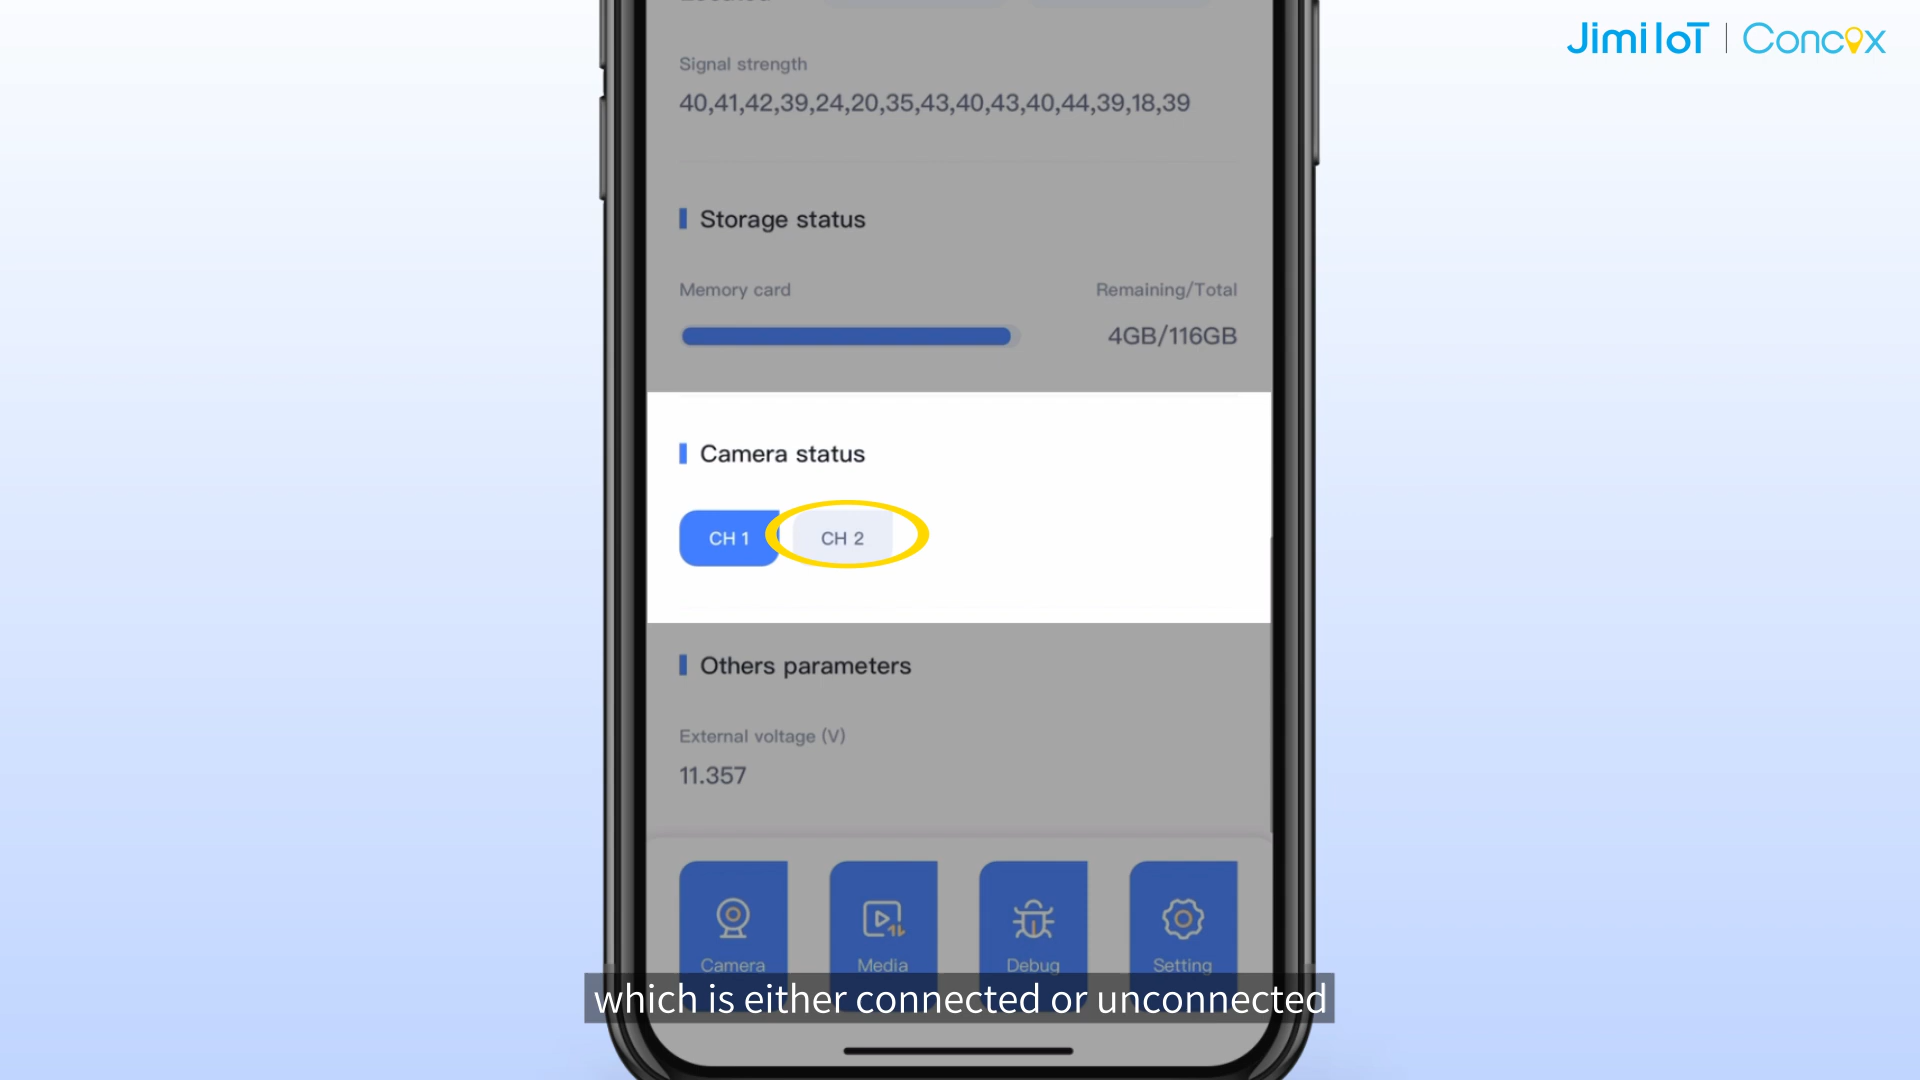 Jimi IoT | Concox
Signal strength
40,41,42,39,24,20,35,43,40,43,40,44,39,18,39
Storage status
Memory card
Remaining/Total
4GB/116GB
Camera status
CH 1
CH 2
Others parameters
External voltage (V)
11.357
Camera
Media
Debug
Setting
which is either connected or unconnected